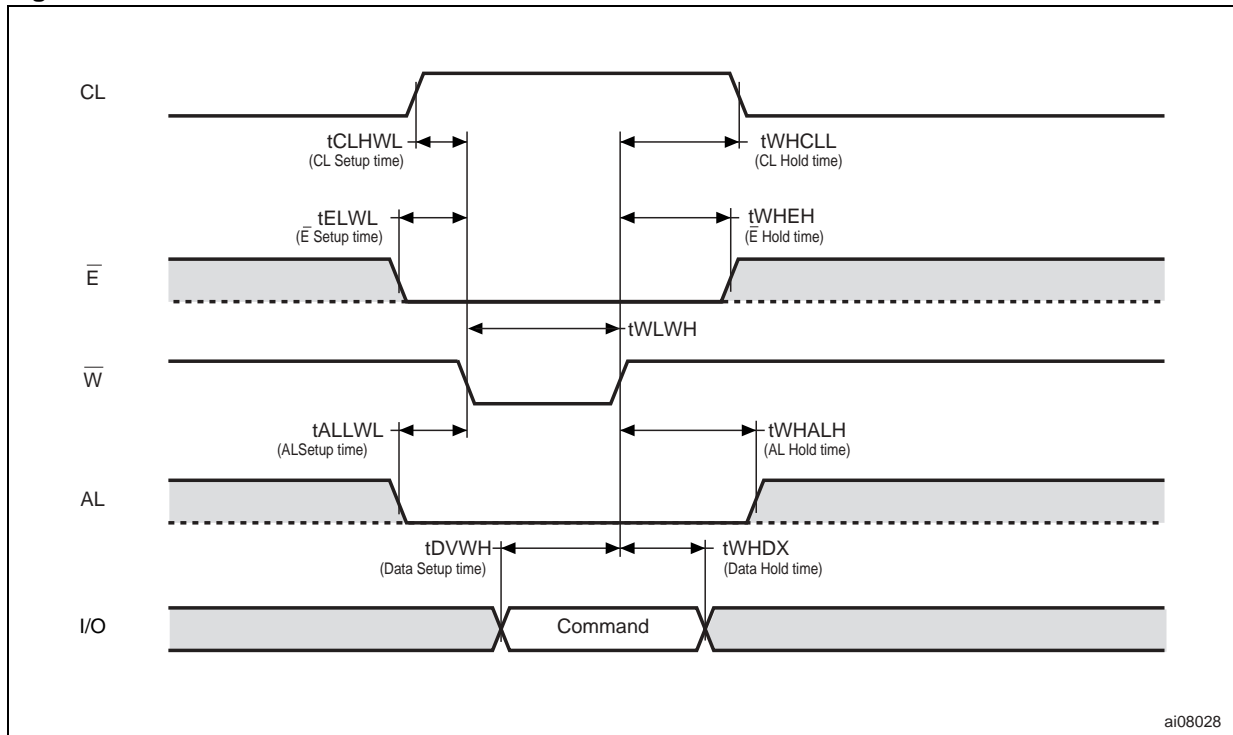 CL
tCLHWL
(CL Setup time)
tWHCLL
(CL Hold time)
tELWL
(E̅ Setup time)
tWHEH
(E̅ Hold time)
E̅
tWLWH
W̅
tALLWL
(ALSetup time)
tWHALH
(AL Hold time)
AL
tDVWH
(Data Setup time)
tWHDX
(Data Hold time)
I/O
Command
ai08028